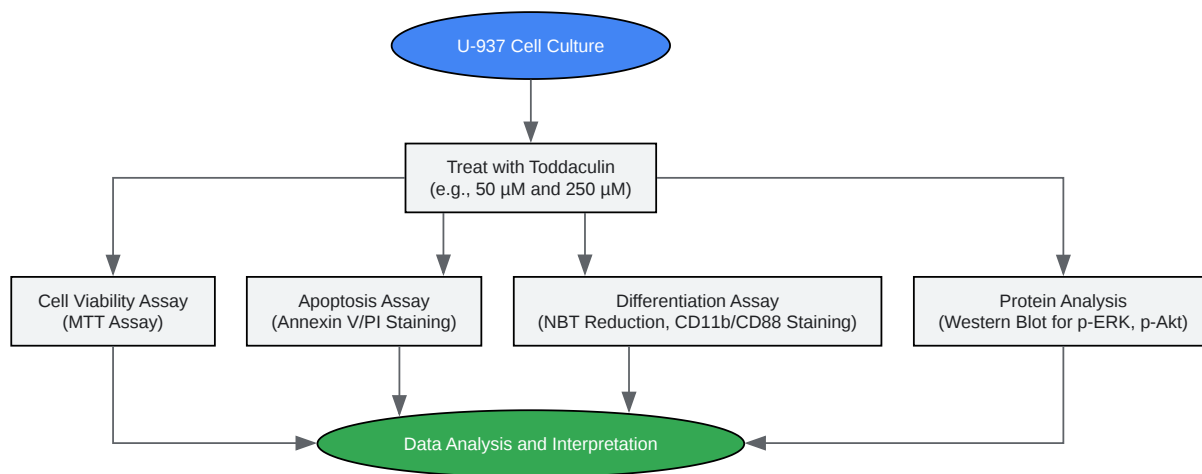 U-937 Cell Culture
Treat with Toddaculin
(e.g., 50 µM and 250 µM)
Cell Viability Assay
(MTT Assay)
Apoptosis Assay
(Annexin V/PI Staining)
Differentiation Assay
(NBT Reduction, CD11b/CD88 Staining)
Protein Analysis
(Western Blot for p-ERK, p-Akt)
Data Analysis and Interpretation